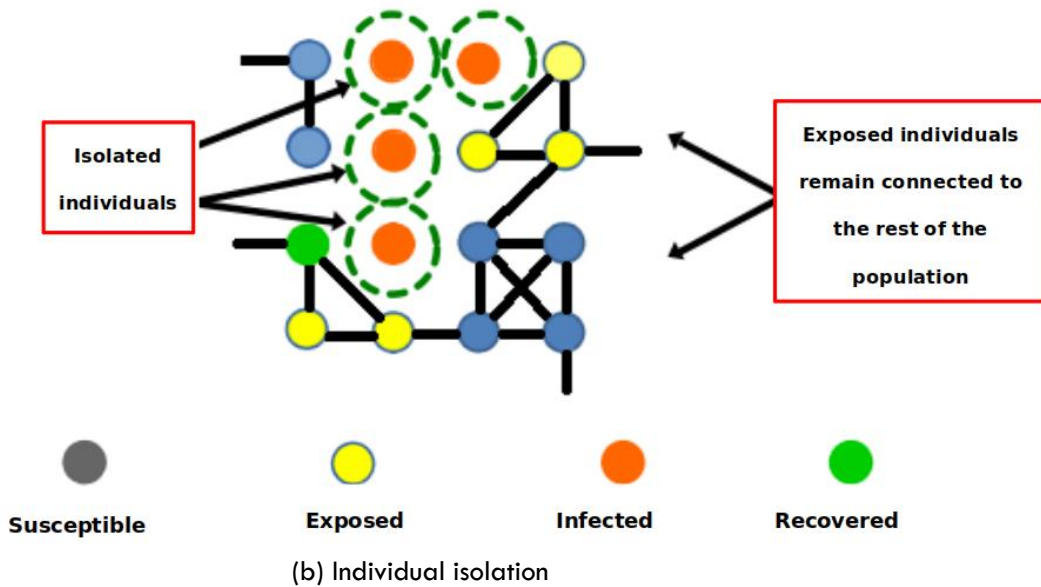 Isolated
individuals
Exposed individuals
remain connected to
the rest of the
population
Susceptible
Exposed
Infected
Recovered
(b) Individual isolation